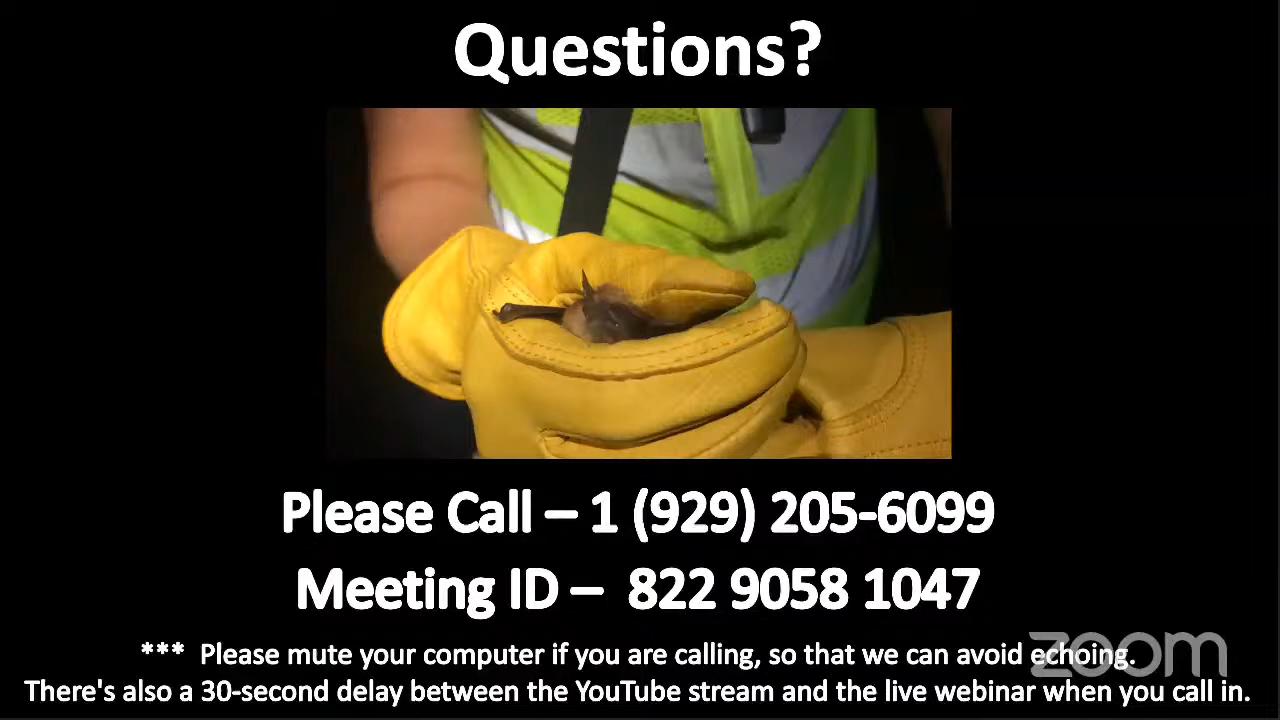 Questions?
Please Call – 1 (929) 205-6099
Meeting ID –  822 9058 1047
***  Please mute your computer if you are calling, so that we can avoid echoing.
zoom
There's also a 30-second delay between the YouTube stream and the live webinar when you call in.